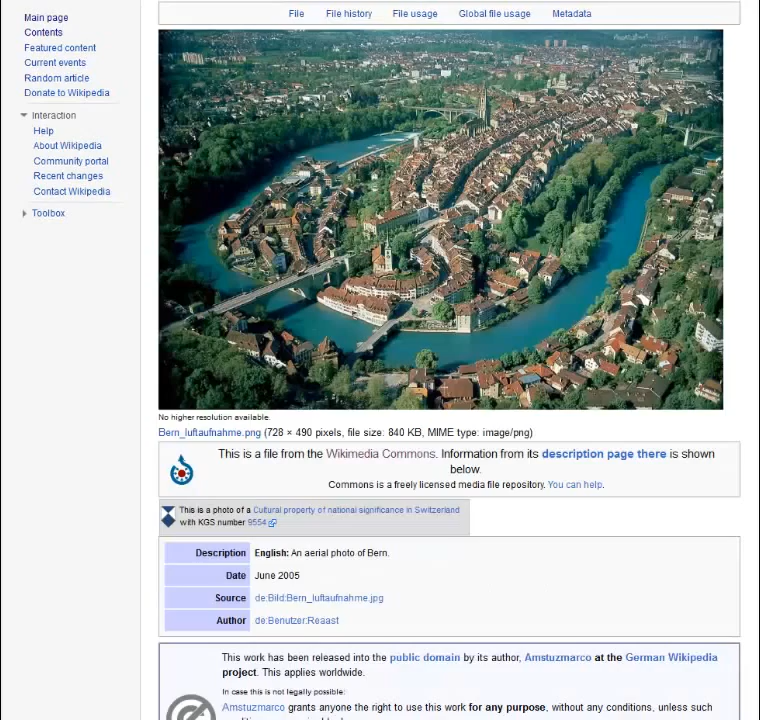 File File history File usage Global file usage Metadata
Main page
Contents
Featured content
Current events
Random article
Donate to Wikipedia
Interaction
Help
About Wikipedia
Community portal
Recent changes
Contact Wikipedia
Toolbox
No higher resolution available.
Bern_luftaufnahme.png (728 × 490 pixels, file size: 840 KB, MIME type: image/png)
This is a file from the Wikimedia Commons. Information from its description page there is shown
below.
Commons is a freely licensed media file repository. You can help.
This is a photo of a Cultural property of national significance in Switzerland
with KGS number 9554
Description English: An aerial photo of Bern.
Date June 2005
Source de:Bild:Bern_luftaufnahme.jpg
Author de:Benutzer:Reaast
This work has been released into the public domain by its author, Amstuzmarco at the German Wikipedia
project. This applies worldwide.
In case this is not legally possible:
Amstuzmarco grants anyone the right to use this work for any purpose, without any conditions, unless such